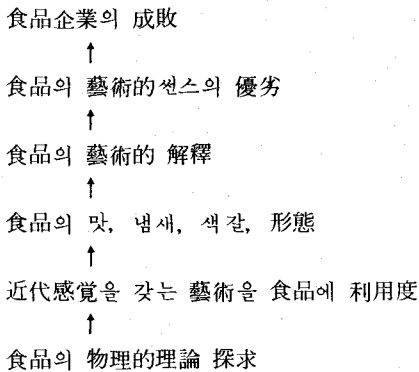 食品企業의 成敗
↑
食品의 藝術的센스의 優劣
↑
食品의 藝術的 解釋
↑
食品의 맛, 냄새, 색갈, 形態
↑
近代感覚을 갖는 藝術을 食品에 利用度
↑
食品의 物理的理論 探求